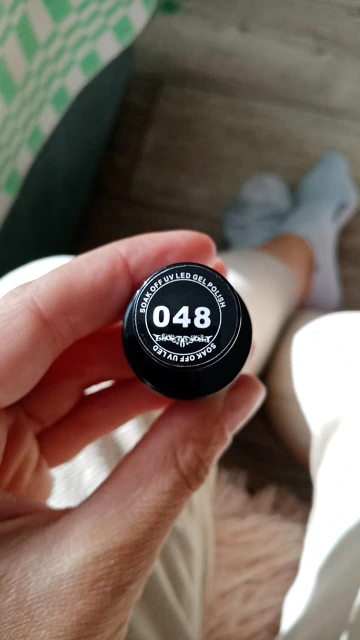 SOAK OFF UV LED GEL POLISH
048
SOAK OFF UV LED